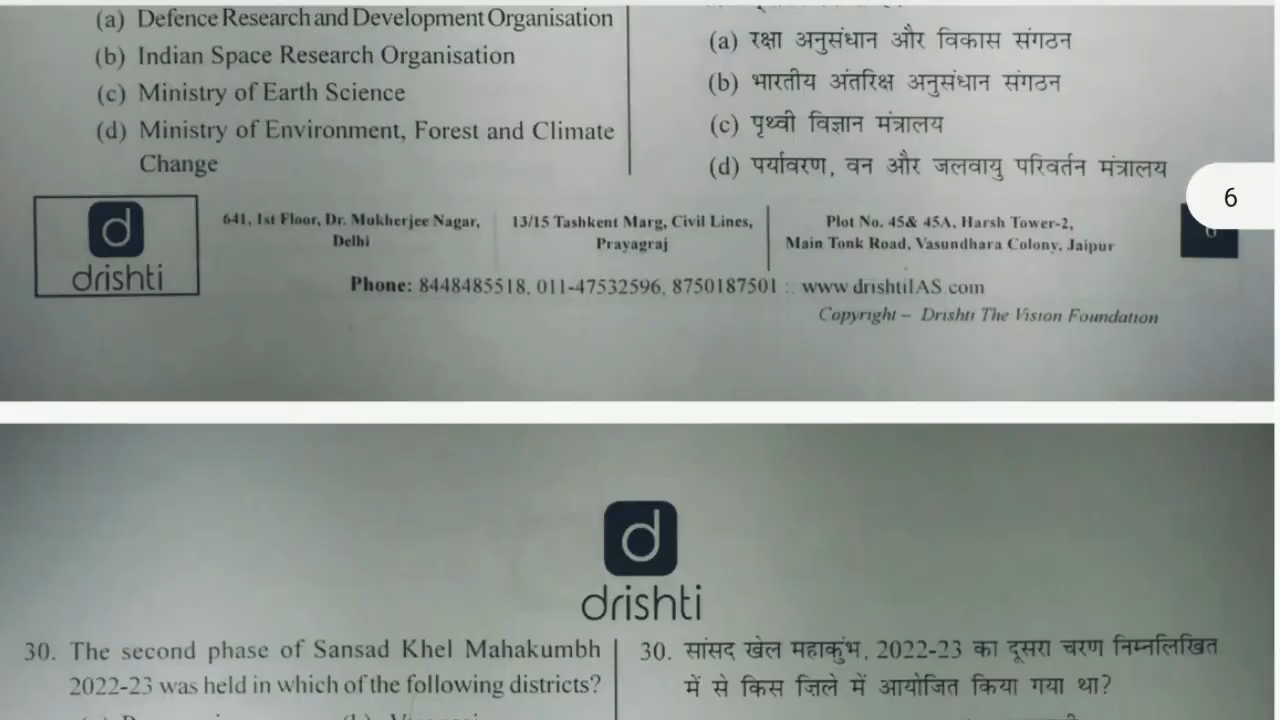 (a) Defence Research and Development Organisation
(b) Indian Space Research Organisation
(c) Ministry of Earth Science
(d) Ministry of Environment, Forest and Climate
Change
(a) रक्षा अनुसंधान और विकास संगठन
(b) भारतीय अंतरिक्ष अनुसंधान संगठन
(c) पृथ्वी विज्ञान मंत्रालय
(d) पर्यावरण, वन और जलवायु परिवर्तन मंत्रालय
6
drishti
641, 1st Floor, Dr. Mukherjee Nagar,
Delhi
13/15 Tashkent Marg, Civil Lines,
Prayagraj
Plot No. 45& 45A, Harsh Tower-2,
Main Tonk Road, Vasundhara Colony, Jaipur
Phone: 8448485518, 011-47532596, 8750187501 : www drishtiIAS.com
Copyright – Drishti The Vision Foundation
drishti
30. The second phase of Sansad Khel Mahakumbh
2022-23 was held in which of the following districts?
30. सांसद खेल महाकुंभ, 2022-23 का दूसरा चरण निम्नलिखित
में से किस ज़िले में आयोजित किया गया था?